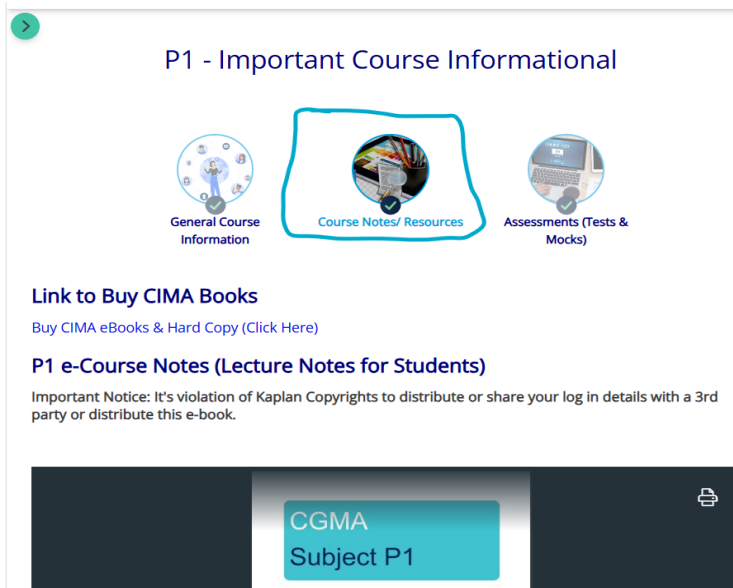 P1 - Important Course Informational
General Course
Information
Course Notes/ Resources
Assessments (Tests &
Mocks)
Link to Buy CIMA Books
Buy CIMA eBooks & Hard Copy (Click Here)
P1 e-Course Notes (Lecture Notes for Students)
Important Notice: It's violation of Kaplan Copyrights to distribute or share your log in details with a 3rd
party or distribute this e-book.
CGMA
Subject P1